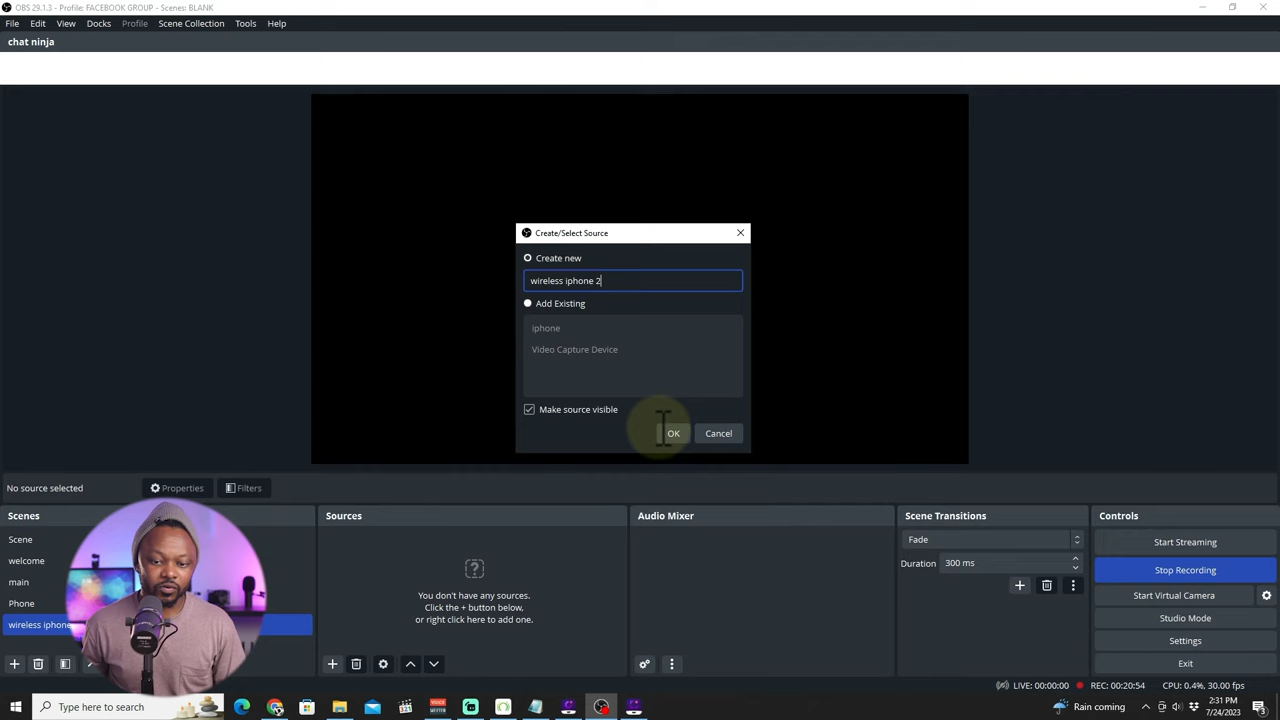 OBS 29.1.3 - Profile: FACEBOOK GROUP - Scenes: BLANK
File Edit View Docks Profile Scene Collection Tools Help
chat ninja
Create/Select Source
Create new
wireless iphone 2
Add Existing
iphone
Video Capture Device
Make source visible
OK Cancel
No source selected Properties Filters
Scenes
Scene
welcome
main
Phone
wireless iphone
Sources
You don't have any sources.
Click the + button below,
or right click here to add one.
Audio Mixer
Scene Transitions
Fade
Duration 300 ms
Controls
Start Streaming
Stop Recording
Start Virtual Camera
Studio Mode
Settings
Exit
LIVE: 00:00:00 REC: 00:20:54 CPU: 0.4%, 30.00 fps
Type here to search
Rain coming
2:31 PM
7/24/2023